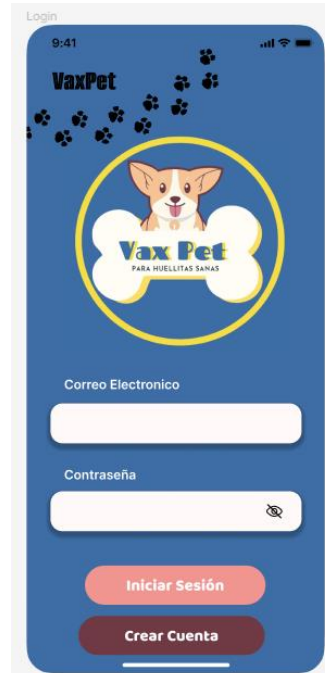 Login
9:41
VaxPet
Vax Pet
PARA HUELLITAS SANAS
Correo Electronico
Contraseña
Iniciar Sesión
Crear Cuenta